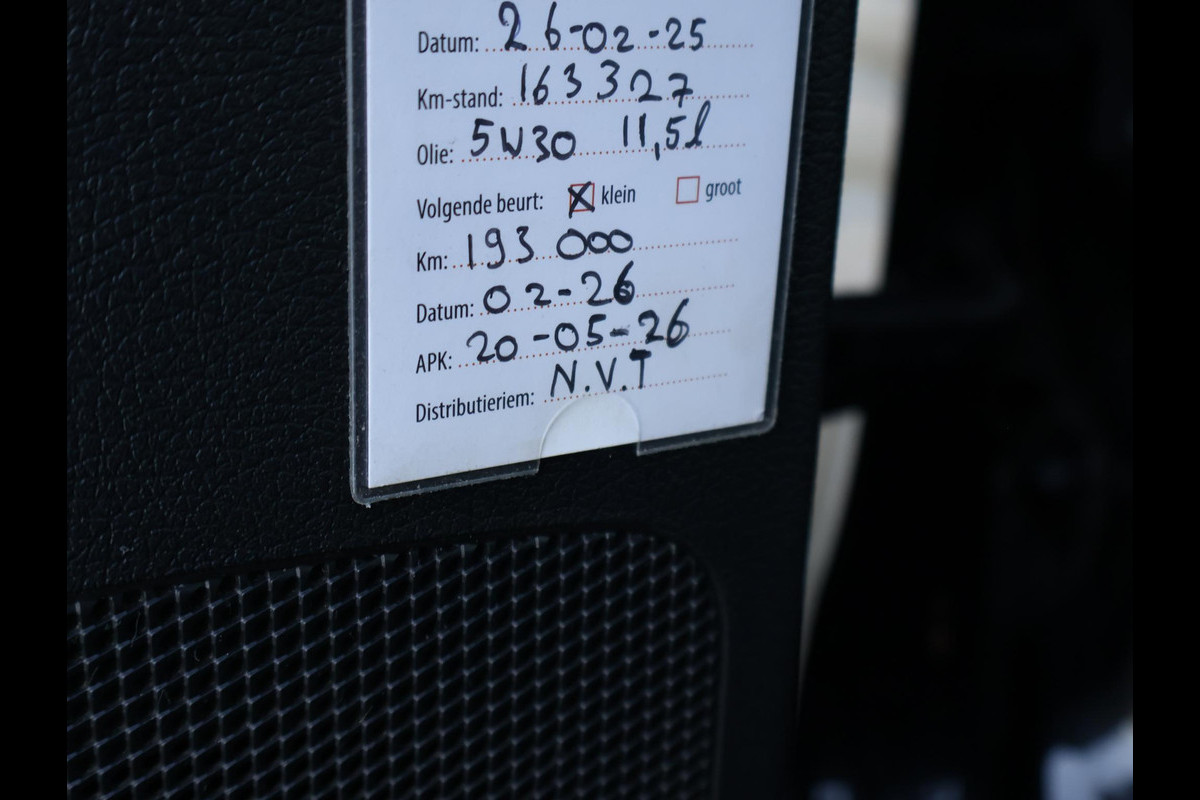 Datum: 26-02-25
Km-stand: 163327
Olie: 5W30 11,5l
Volgende beurt: X klein groot
Km: 193 000
Datum: 02-26
APK: 20-05-26
Distributieriem: N.V.T